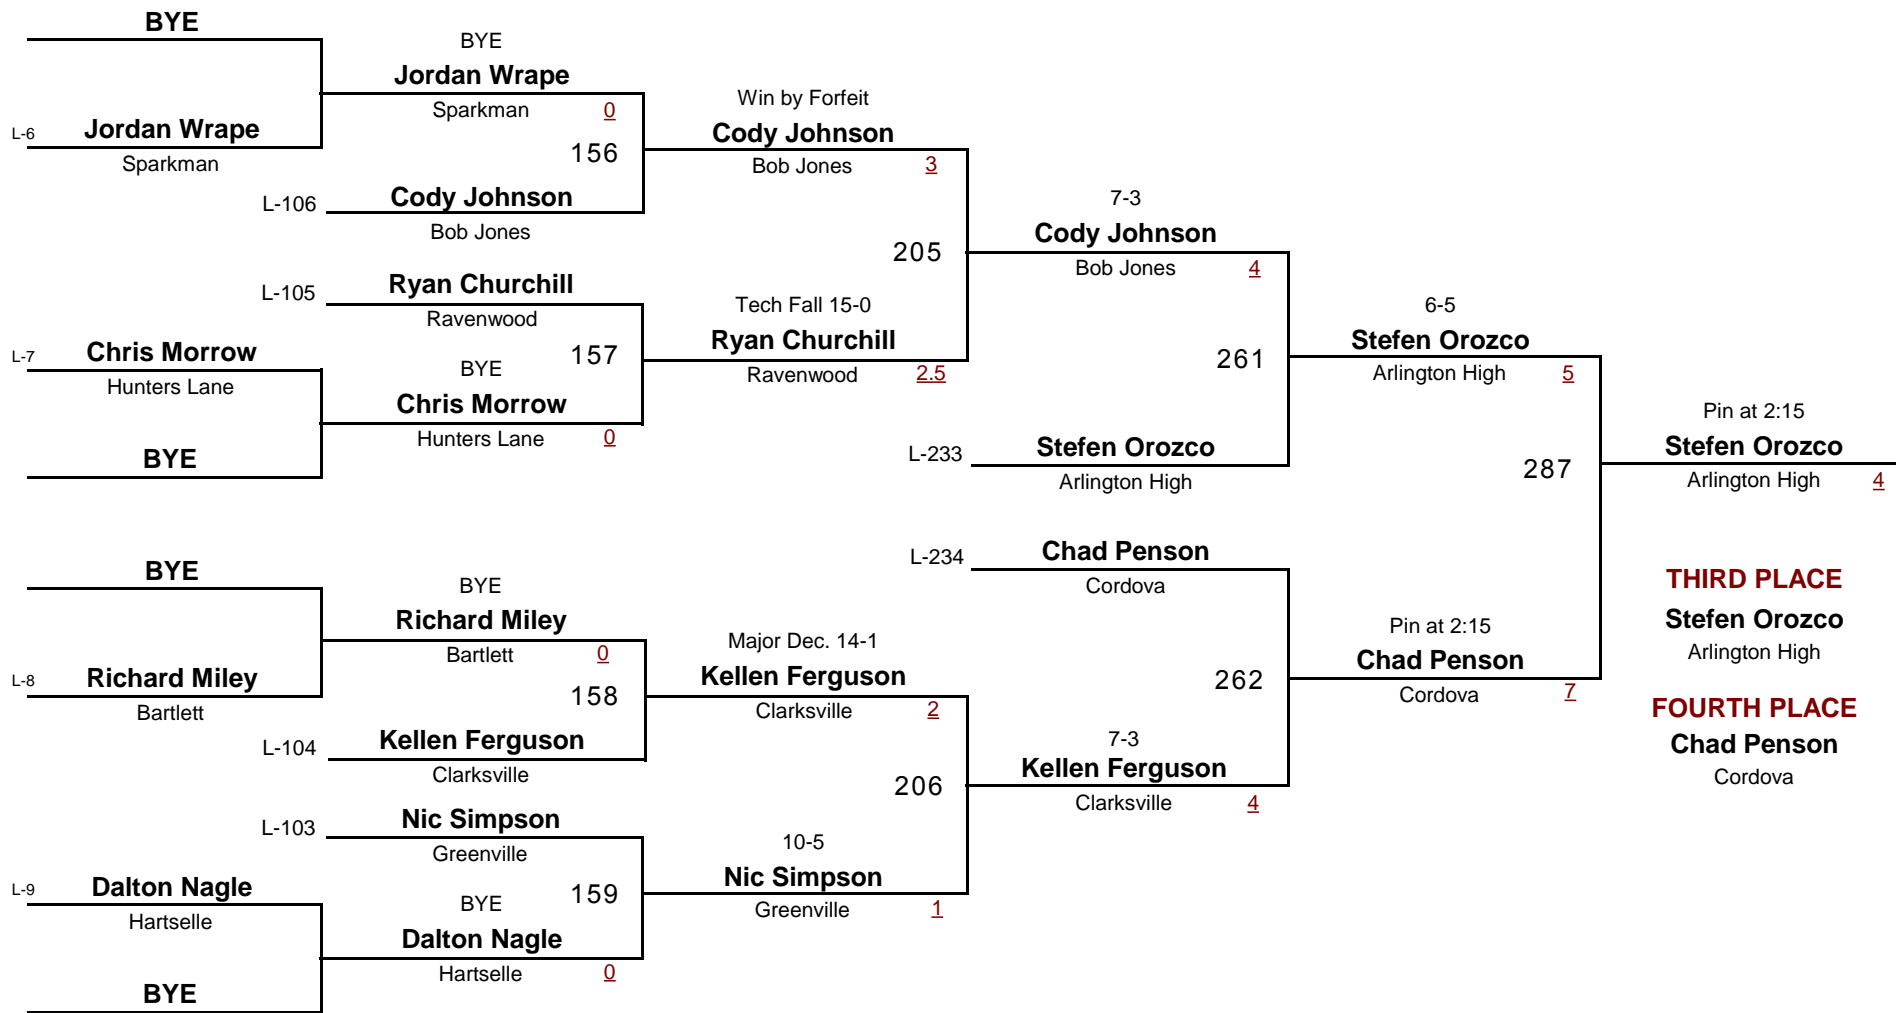 BYE
L-6 Jordan Wrape
Sparkman
BYE
Jordan Wrape
Sparkman 0
156
L-106 Cody Johnson
Bob Jones
Win by Forfeit
Cody Johnson
Bob Jones 3
L-105 Ryan Churchill
Ravenwood
157
L-7 Chris Morrow
Hunters Lane
BYE
Chris Morrow
Hunters Lane 0
BYE
Tech Fall 15-0
Ryan Churchill
Ravenwood 2.5
205
7-3
Cody Johnson
Bob Jones 4
261
L-233 Stefen Orozco
Arlington High
6-5
Stefen Orozco
Arlington High 5
287
Pin at 2:15
Stefen Orozco
Arlington High 4
BYE
L-8 Richard Miley
Bartlett
BYE
Richard Miley
Bartlett 0
158
L-104 Kellen Ferguson
Clarksville
Major Dec. 14-1
Kellen Ferguson
Clarksville 2
L-103 Nic Simpson
Greenville
159
L-9 Dalton Nagle
Hartselle
BYE
Dalton Nagle
Hartselle 0
BYE
10-5
Nic Simpson
Greenville 1
206
L-234 Chad Penson
Cordova
262
7-3
Kellen Ferguson
Clarksville 4
Pin at 2:15
Chad Penson
Cordova 7
THIRD PLACE
Stefen Orozco
Arlington High
FOURTH PLACE
Chad Penson
Cordova